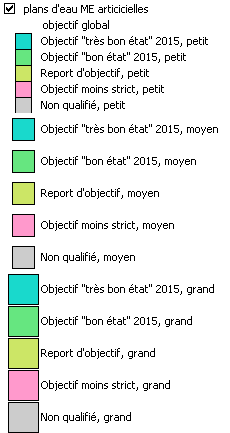 plans d'eau ME articicielles
objectif global
Objectif "très bon état" 2015, petit
Objectif "bon état" 2015, petit
Report d'objectif, petit
Objectif moins strict, petit
Non qualifié, petit
Objectif "très bon état" 2015, moyen
Objectif "bon état" 2015, moyen
Report d'objectif, moyen
Objectif moins strict, moyen
Non qualifié, moyen
Objectif "très bon état" 2015, grand
Objectif "bon état" 2015, grand
Report d'objectif, grand
Objectif moins strict, grand
Non qualifié, grand